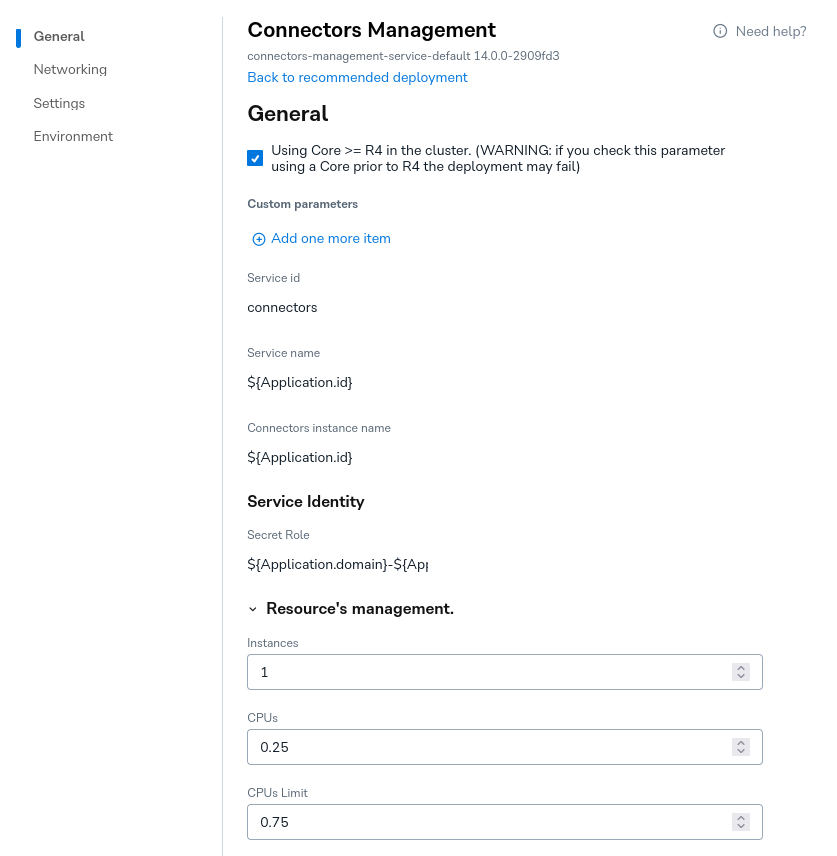 General
Networking
Settings
Environment
Connectors Management
Need help?
connectors-management-service-default 14.0.0-2909fd3
Back to recommended deployment
General
Using Core >= R4 in the cluster. (WARNING: if you check this parameter
using a Core prior to R4 the deployment may fail)
Custom parameters
Add one more item
Service id
connectors
Service name
${Application.id}
Connectors instance name
${Application.id}
Service Identity
Secret Role
${Application.domain}-${App
Resource's management.
Instances
1
CPUs
0.25
CPUs Limit
0.75